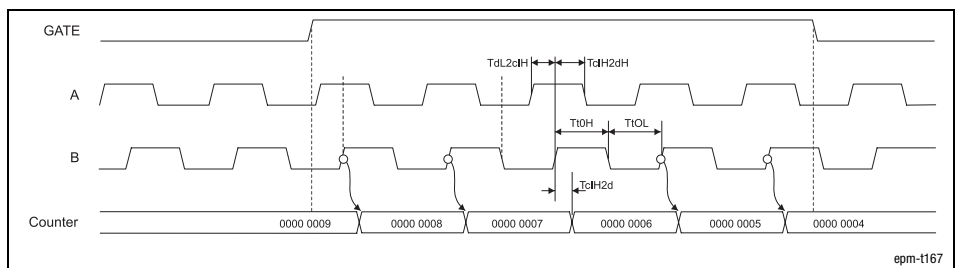 GATE
TdL2clH
TclH2dH
A
Tt0H
TtOL
B
TclH2d
Counter
0000 0009
0000 0008
0000 0007
0000 0006
0000 0005
0000 0004
epm-t167